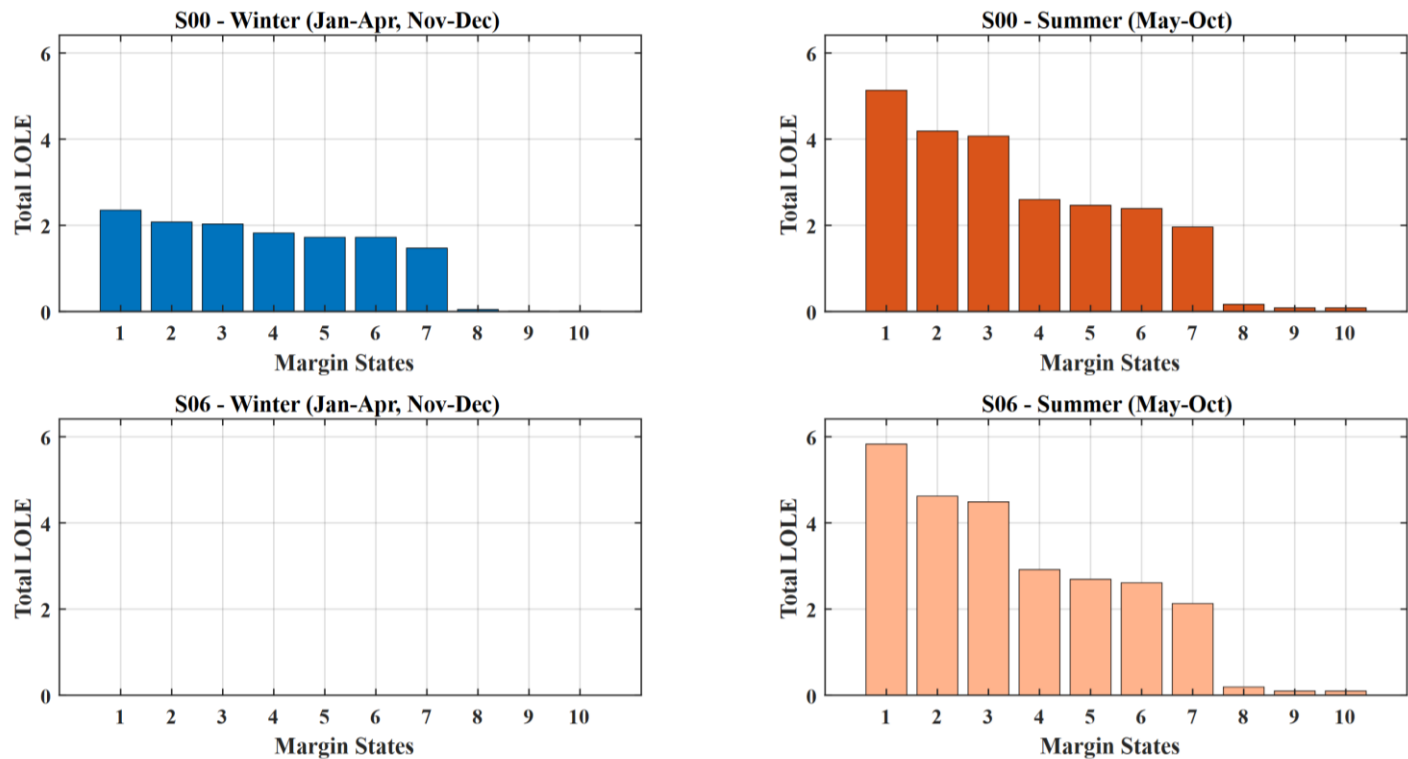 S00 - Winter (Jan-Apr, Nov-Dec)
6
4
2
0
Total LOLE
1 2 3 4 5 6 7 8 9 10
Margin States
S00 - Summer (May-Oct)
6
4
2
0
Total LOLE
1 2 3 4 5 6 7 8 9 10
Margin States
S06 - Winter (Jan-Apr, Nov-Dec)
6
4
2
0
Total LOLE
1 2 3 4 5 6 7 8 9 10
Margin States
S06 - Summer (May-Oct)
6
4
2
0
Total LOLE
1 2 3 4 5 6 7 8 9 10
Margin States